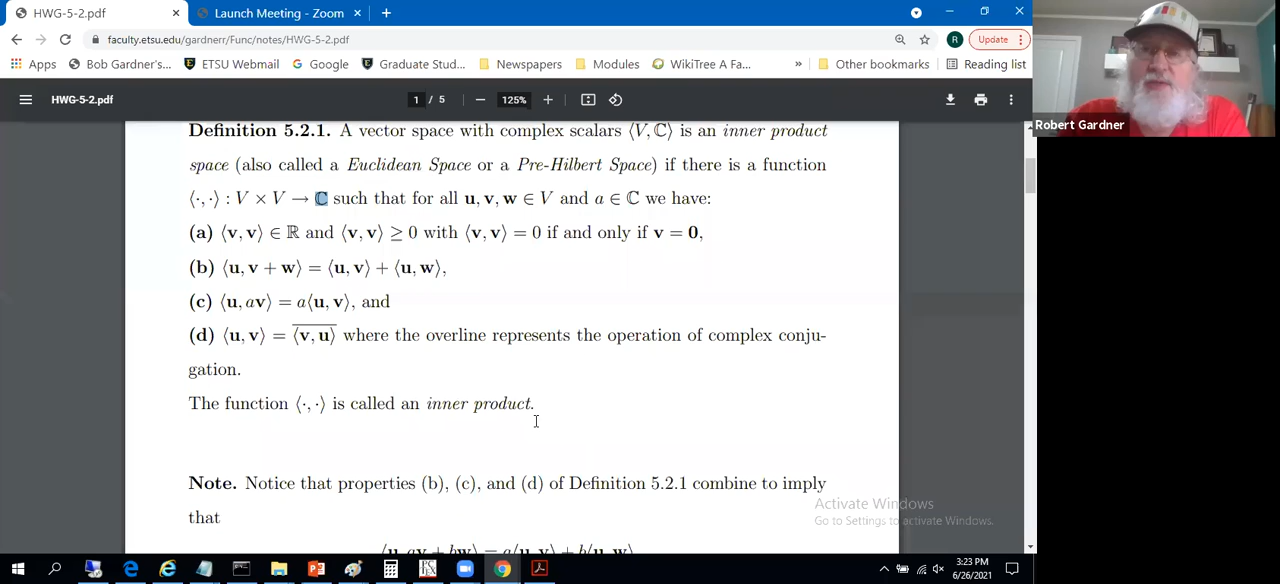 HWG-5-2.pdf
Launch Meeting - Zoom
faculty.etsu.edu/gardnerr/Func/notes/HWG-5-2.pdf
R
Update
Apps
Bob Gardner's...
ETSU Webmail
Google
Graduate Stud...
Newspapers
Modules
WikiTree A Fa...
»
Other bookmarks
Reading list
HWG-5-2.pdf
1 / 5
125%
Robert Gardner
Definition 5.2.1. A vector space with complex scalars ⟨V, ℂ⟩ is an inner product
space (also called a Euclidean Space or a Pre-Hilbert Space) if there is a function
⟨·, ·⟩ : V × V → ℂ such that for all u, v, w ∈ V and a ∈ ℂ we have:
(a) ⟨v, v⟩ ∈ ℝ and ⟨v, v⟩ ≥ 0 with ⟨v, v⟩ = 0 if and only if v = 0,
(b) ⟨u, v + w⟩ = ⟨u, v⟩ + ⟨u, w⟩,
(c) ⟨u, av⟩ = a⟨u, v⟩, and
(d) ⟨u, v⟩ = \overline{⟨v, u⟩} where the overline represents the operation of complex conju-
gation.
The function ⟨·, ·⟩ is called an inner product.
Note. Notice that properties (b), (c), and (d) of Definition 5.2.1 combine to imply
that
⟨u, av + bw⟩ = a⟨u, v⟩ + b⟨u, w⟩
Activate Windows
Go to Settings to activate Windows.
3:23 PM
6/26/2021